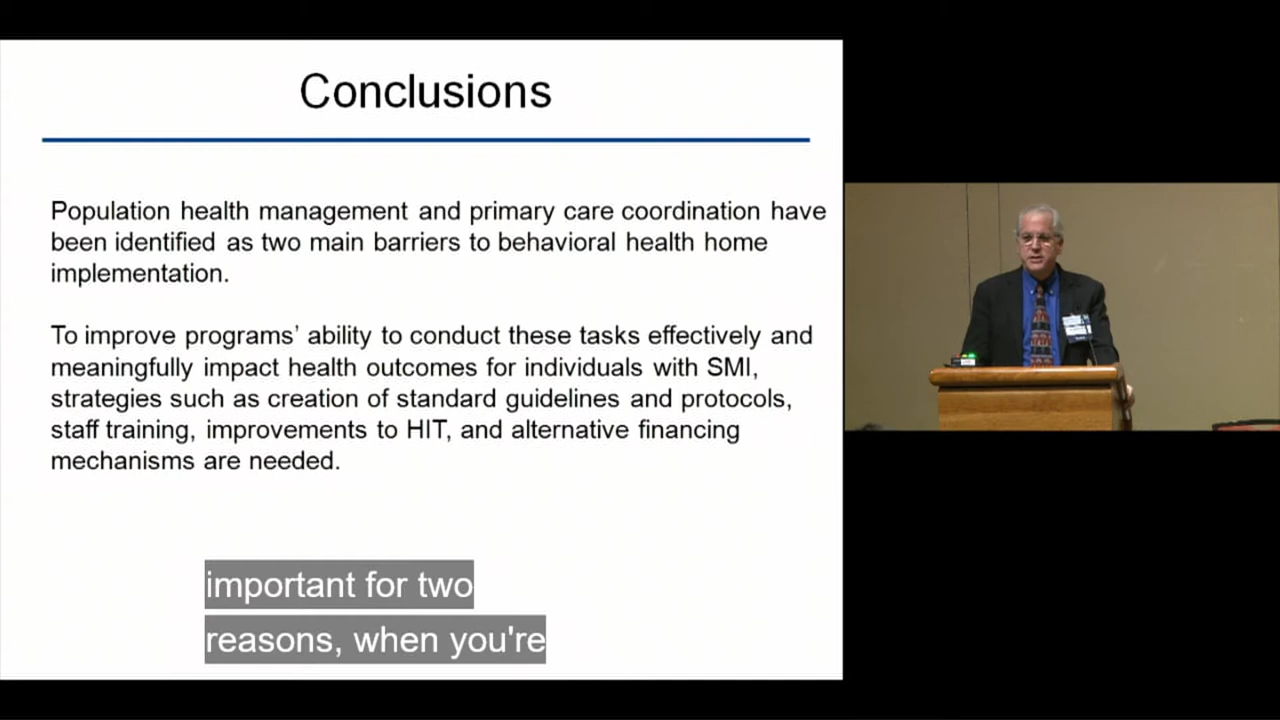 Conclusions
Population health management and primary care coordination have
been identified as two main barriers to behavioral health home
implementation.
To improve programs’ ability to conduct these tasks effectively and
meaningfully impact health outcomes for individuals with SMI,
strategies such as creation of standard guidelines and protocols,
staff training, improvements to HIT, and alternative financing
mechanisms are needed.
important for two
reasons, when you're